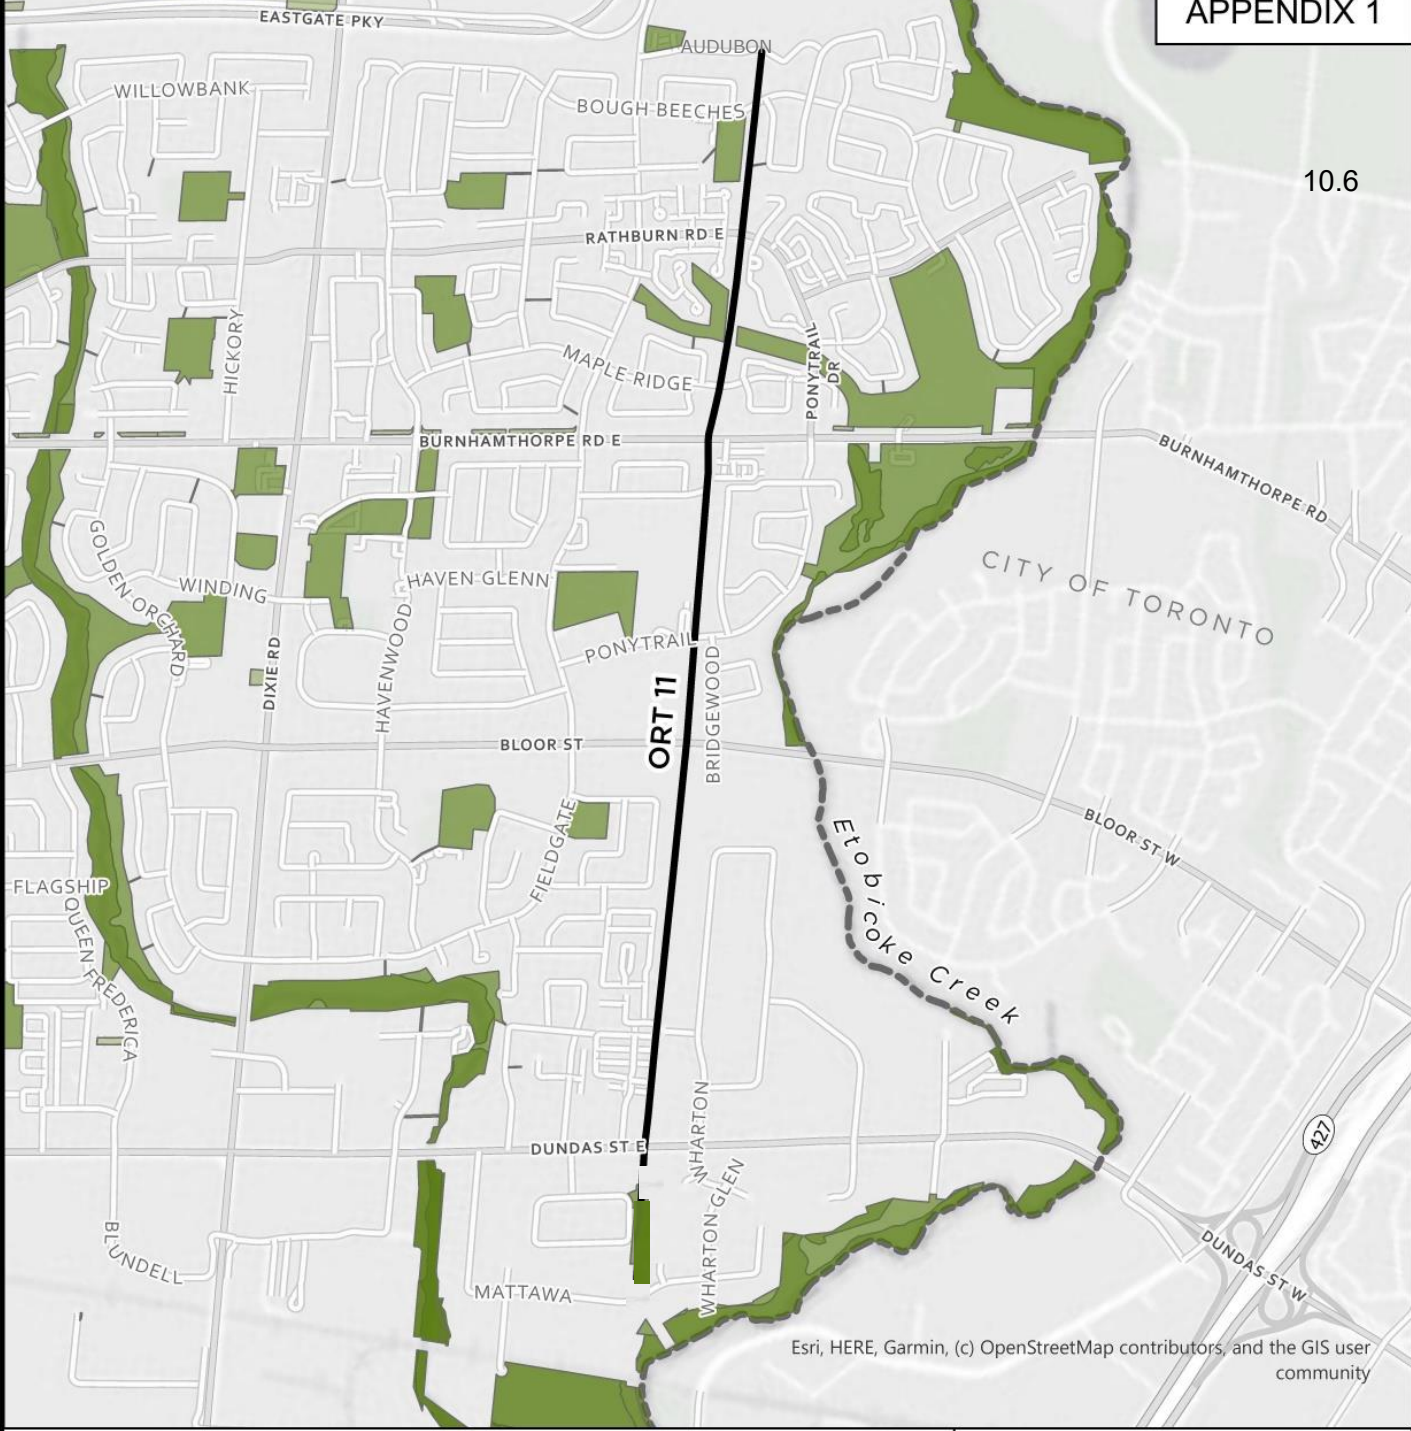 APPENDIX 1
EASTGATE PKY
AUDUBON
WILLOWBANK
BOUGH BEECHES
10.6
RATHBURN RD E
HICKORY
MAPLE RIDGE
PONYTRAIL
DR
BURNHAMTHORPE RD E
BURNHAMTHORPE RD
GOLDEN ORCHARD
WINDING
HAVEN GLENN
CITY OF TORONTO
PONYTRAIL
DIXIE RD
HAVENWOOD
ORT 11
BRIDGEWOOD
BLOOR ST
FIELDGATE
Etobicoke Creek
BLOOR ST W
FLAGSHIP
QUEEN FREDERICA
427
DUNDAS ST E
WHARTON
WHARTON GLEN
BLUNDELL
MATTAWA
DUNDAS ST W
Esri, HERE, Garmin, (c) OpenStreetMap contributors, and the GIS user
community